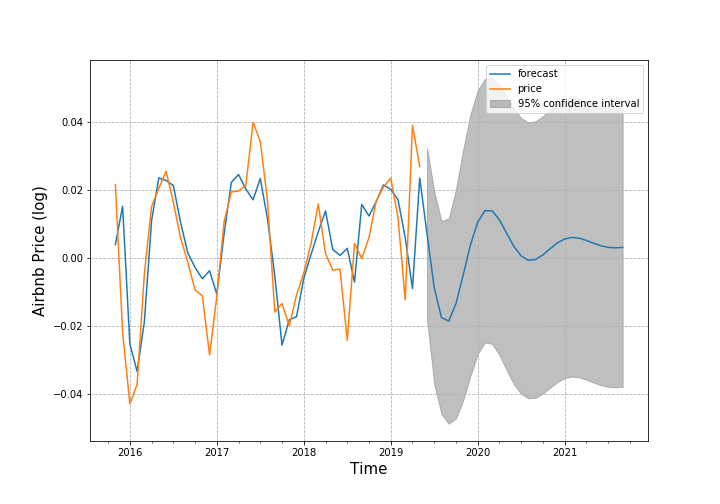 forecast
price
95% confidence interval
0.04
0.02
0.00
−0.02
−0.04
Airbnb Price (log)
2016 2017 2018 2019 2020 2021
Time